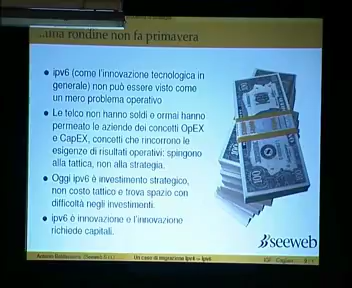 ...una rondine non fa primavera
ipv6 (come l'innovazione tecnologica in
generale) non può essere visto come
un mero problema operativo
Le telco non hanno soldi e ormai hanno
permeato le aziende dei concetti OpEX
e CapEX, concetti che rincorrono le
esigenze di risultati operativi: spingono
alla tattica, non alla strategia.
Oggi ipv6 è investimento strategico,
non costo tattico e trova spazio con
difficoltà negli investimenti.
ipv6 è innovazione e l'innovazione
richiede capitali.
100
seeweb
Un caso di migrazione Ipv4 Ipv6